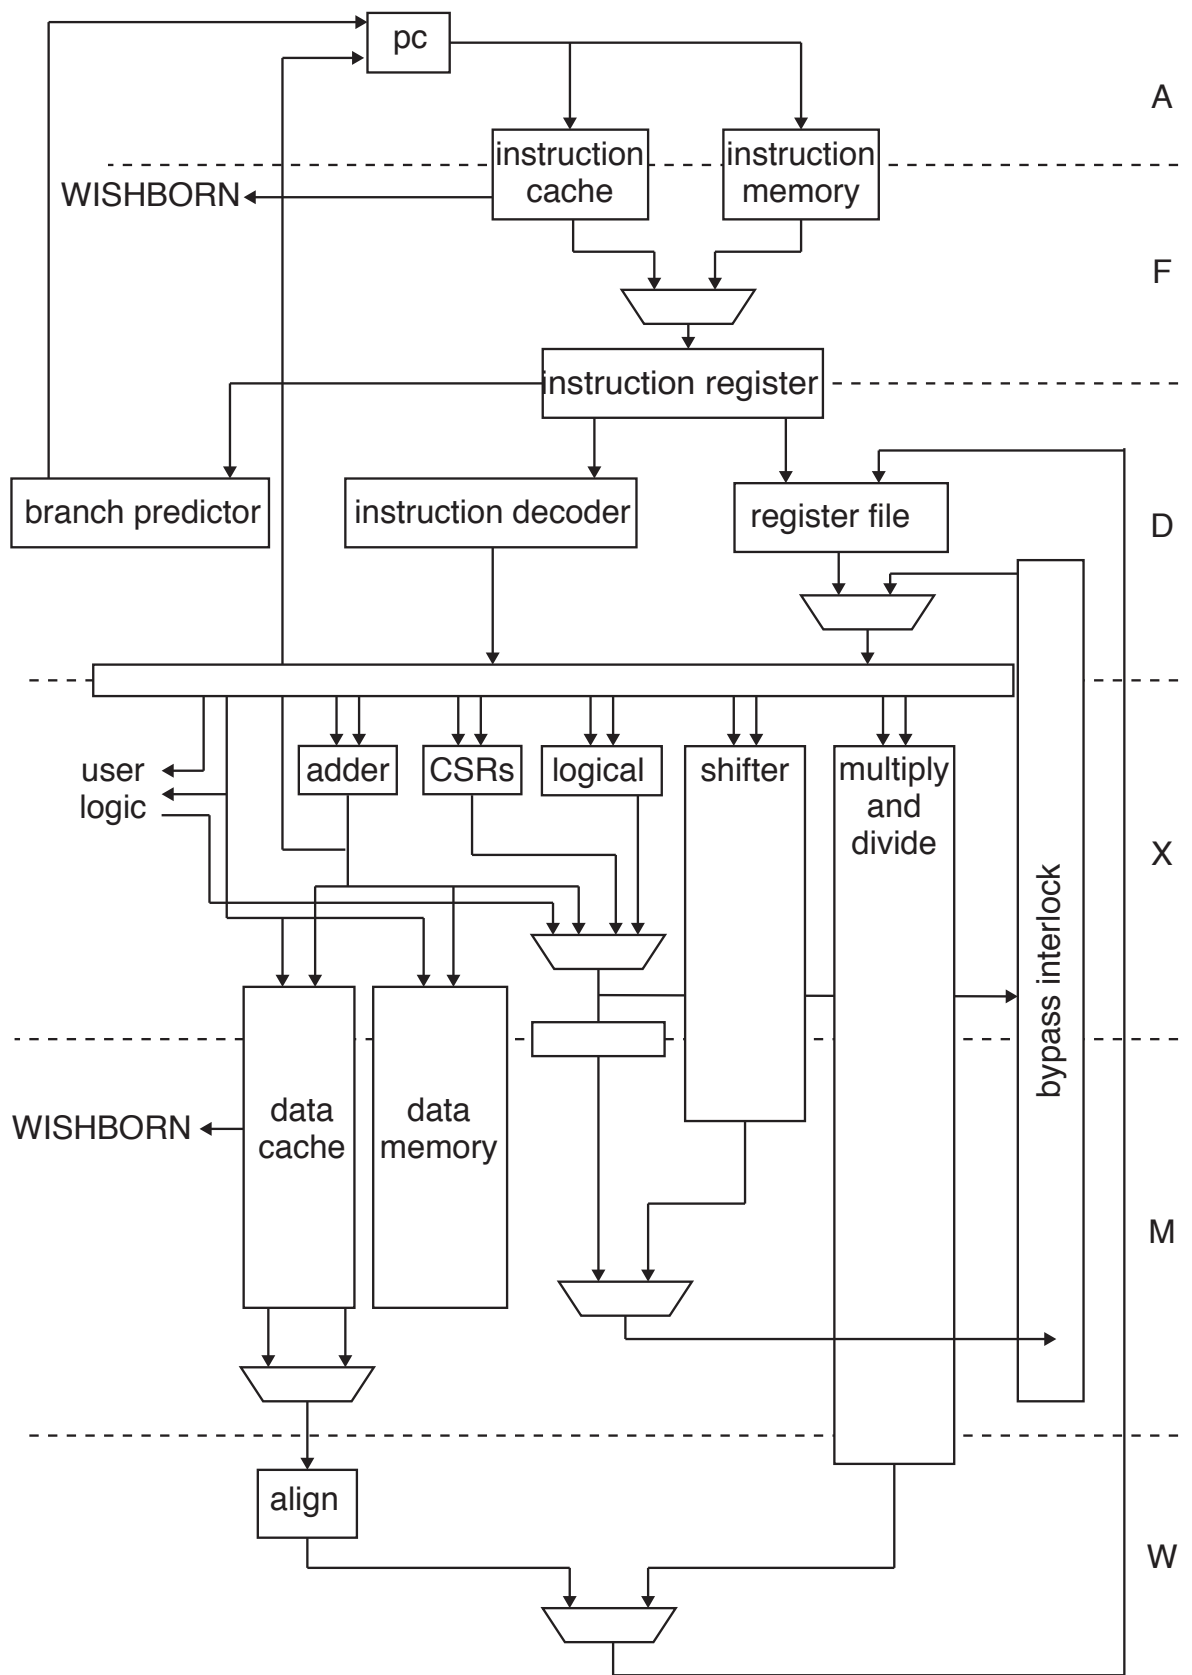 pc
A
instruction
cache
instruction
memory
WISHBORN
F
instruction register
branch predictor
instruction decoder
register file
D
user
logic
adder
CSRs
logical
shifter
multiply
and
divide
X
bypass interlock
data
cache
data
memory
WISHBORN
M
align
W